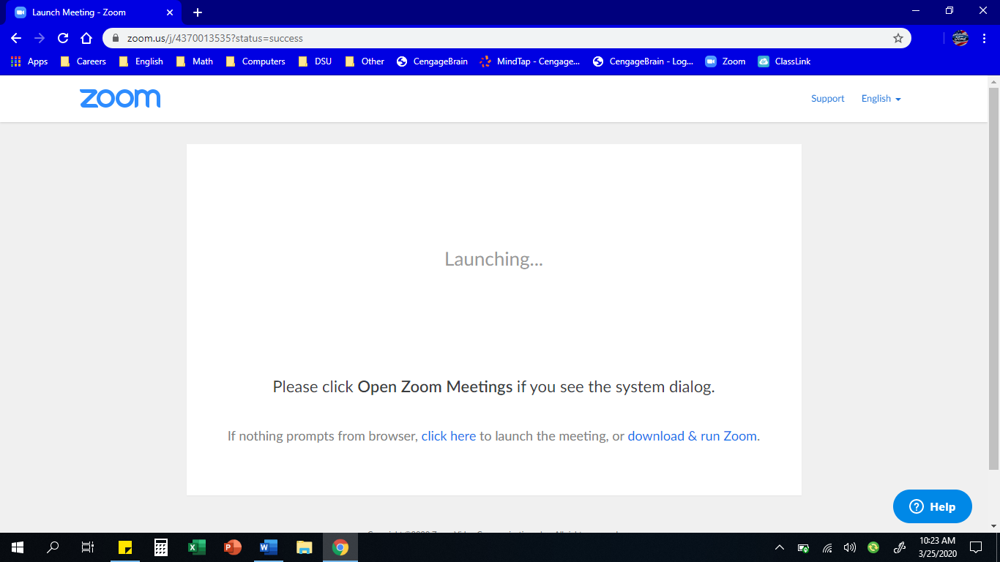 Launch Meeting - Zoom
zoom.us/j/4370013535?status=success
Apps Careers English Math Computers DSU Other CengageBrain MindTap - Cengage... CengageBrain - Log... Zoom ClassLink
zoom Support English
Launching...
Please click Open Zoom Meetings if you see the system dialog.
If nothing prompts from browser, click here to launch the meeting, or download & run Zoom.
Help
10:23 AM
3/25/2020